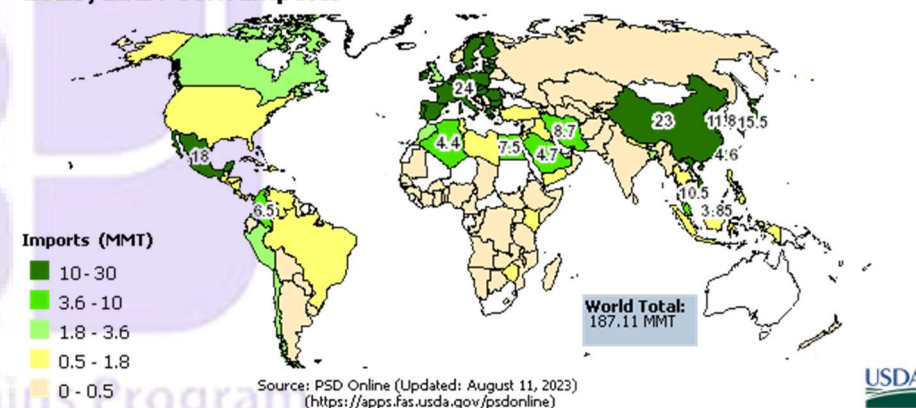 24
23
11.8
15.5
4.6
18
4.4
7.5
8.7
4.7
10.5
3.85
6.5
Imports (MMT)
10 - 30
3.6 - 10
1.8 - 3.6
0.5 - 1.8
0 - 0.5
World Total:
187.11 MMT
Source: PSD Online (Updated: August 11, 2023)
(https://apps.fas.usda.gov/psdonline)
USDA
Program